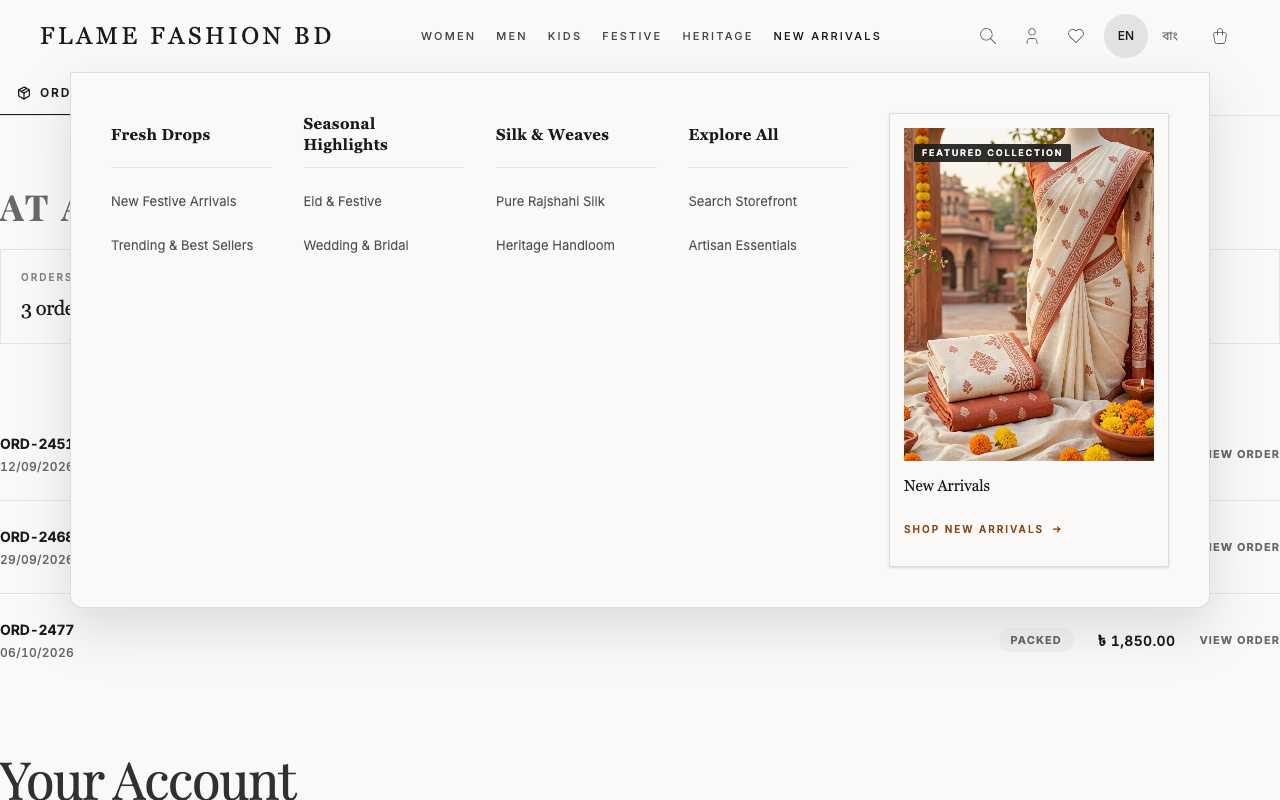 FLAME FASHION BD
WOMEN MEN KIDS FESTIVE HERITAGE NEW ARRIVALS
EN বাং
Fresh Drops
New Festive Arrivals
Trending & Best Sellers
Seasonal
Highlights
Eid & Festive
Wedding & Bridal
Silk & Weaves
Pure Rajshahi Silk
Heritage Handloom
Explore All
Search Storefront
Artisan Essentials
FEATURED COLLECTION
New Arrivals
SHOP NEW ARRIVALS →
ORD
AT
ORDERS
3 orde
ORD-2451
12/09/2026
IEW ORDER
ORD-2468
29/09/2026
IEW ORDER
ORD-2477
06/10/2026
PACKED ৳ 1,850.00 VIEW ORDER
Your Account